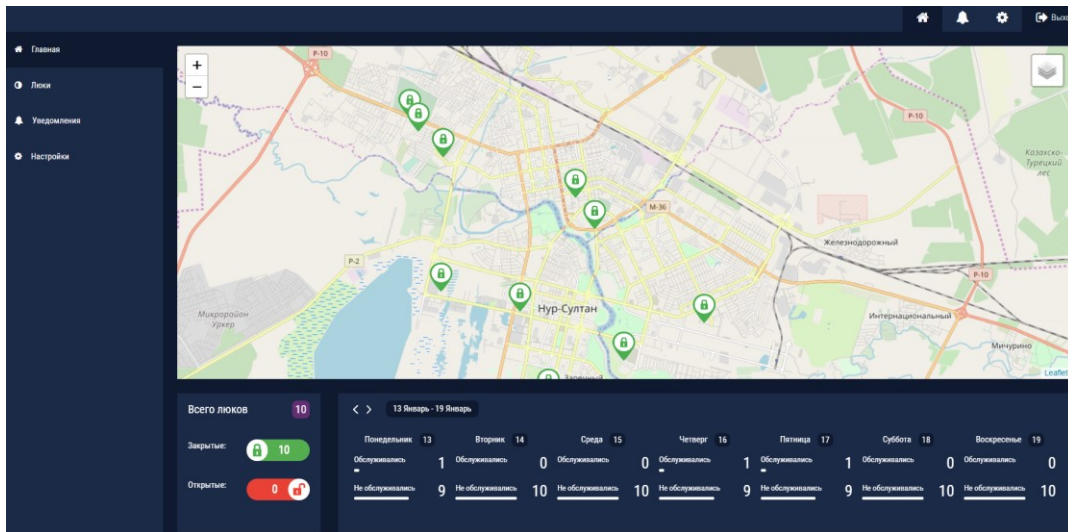 Главная
Люки
Уведомления
Настройки
+
−
Р-10
Р-10
Казахско-
Турецкий
лес
М-36
Железнодорожный
Р-2
Р-10
Микрорайон
Уркер
Нур-Султан
Интернациональный
Мичурино
Заречный
Leaflet
Всего люков 10
Закрытые: 10
Открытые: 0
13 Январь - 19 Январь
Понедельник 13 Вторник 14 Среда 15 Четверг 16 Пятница 17 Суббота 18 Воскресенье 19
Обслуживались 1 Обслуживались 0 Обслуживались 0 Обслуживались 1 Обслуживались 1 Обслуживались 0 Обслуживались 0
Не обслуживались 9 Не обслуживались 10 Не обслуживались 10 Не обслуживались 9 Не обслуживались 9 Не обслуживались 10 Не обслуживались 10